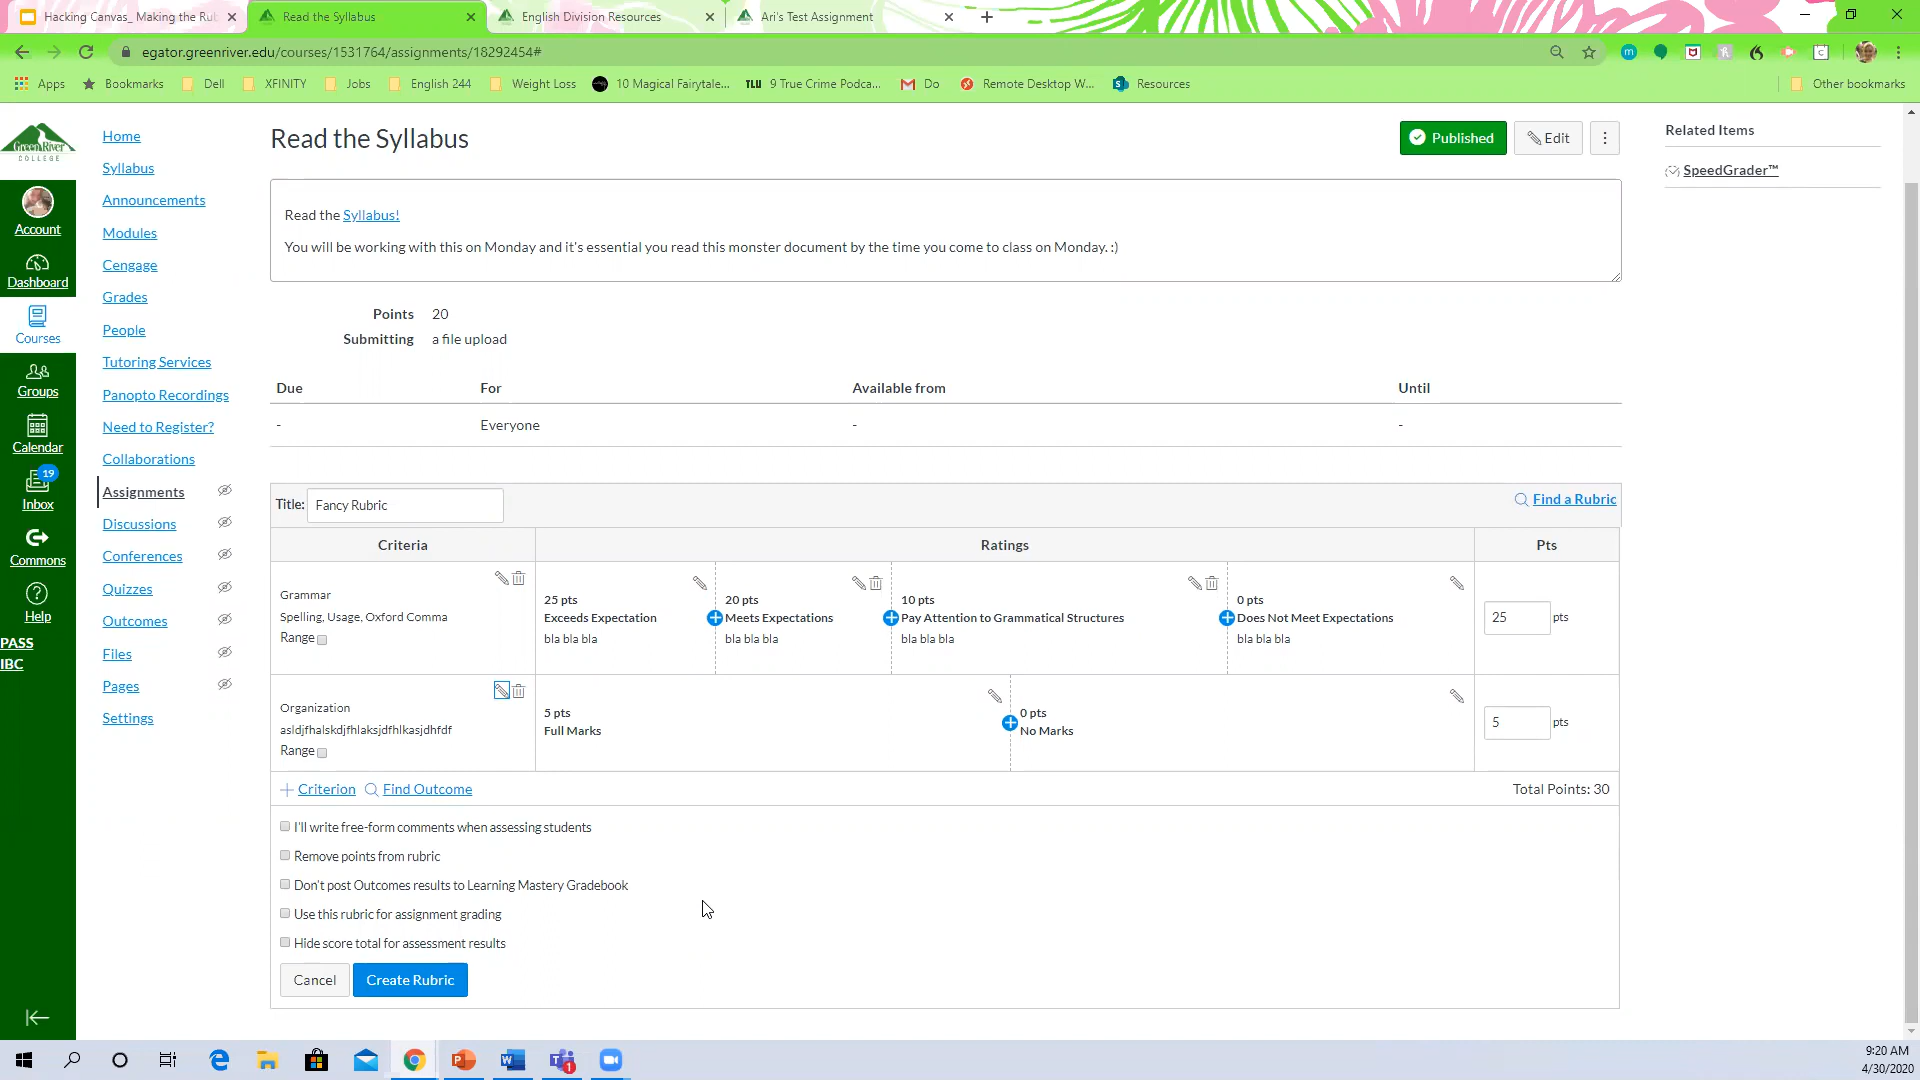 Hacking Canvas_ Making the Rub
Read the Syllabus
English Division Resources
Ari's Test Assignment
egator.greenriver.edu/courses/1531764/assignments/18292454#
Apps
Bookmarks
Dell
XFINITY
Jobs
English 244
Weight Loss
10 Magical Fairytale...
TLU 9 True Crime Podca...
Do
Remote Desktop W...
Resources
Other bookmarks
Green River
COLLEGE
Account
Dashboard
Courses
Groups
Calendar
19
Inbox
Commons
Help
PASS
IBC
Home
Syllabus
Announcements
Modules
Cengage
Grades
People
Tutoring Services
Panopto Recordings
Need to Register?
Collaborations
Assignments
Discussions
Conferences
Quizzes
Outcomes
Files
Pages
Settings
Read the Syllabus
Published
Edit
Related Items
SpeedGrader™
Read the Syllabus!
You will be working with this on Monday and it's essential you read this monster document by the time you come to class on Monday. :)
Points 20
Submitting a file upload
Due For Available from Until
- Everyone - -
Title: Fancy Rubric
Find a Rubric
Criteria Ratings Pts
Grammar
Spelling, Usage, Oxford Comma
Range
25 pts
Exceeds Expectation
bla bla bla
20 pts
Meets Expectations
bla bla bla
10 pts
Pay Attention to Grammatical Structures
bla bla bla
0 pts
Does Not Meet Expectations
bla bla bla
25 pts
Organization
asldjfhalskdjfhlaksjdfhlkasjdhfdf
Range
5 pts
Full Marks
0 pts
No Marks
5 pts
Criterion
Find Outcome
Total Points: 30
I'll write free-form comments when assessing students
Remove points from rubric
Don't post Outcomes results to Learning Mastery Gradebook
Use this rubric for assignment grading
Hide score total for assessment results
Cancel
Create Rubric
9:20 AM
4/30/2020